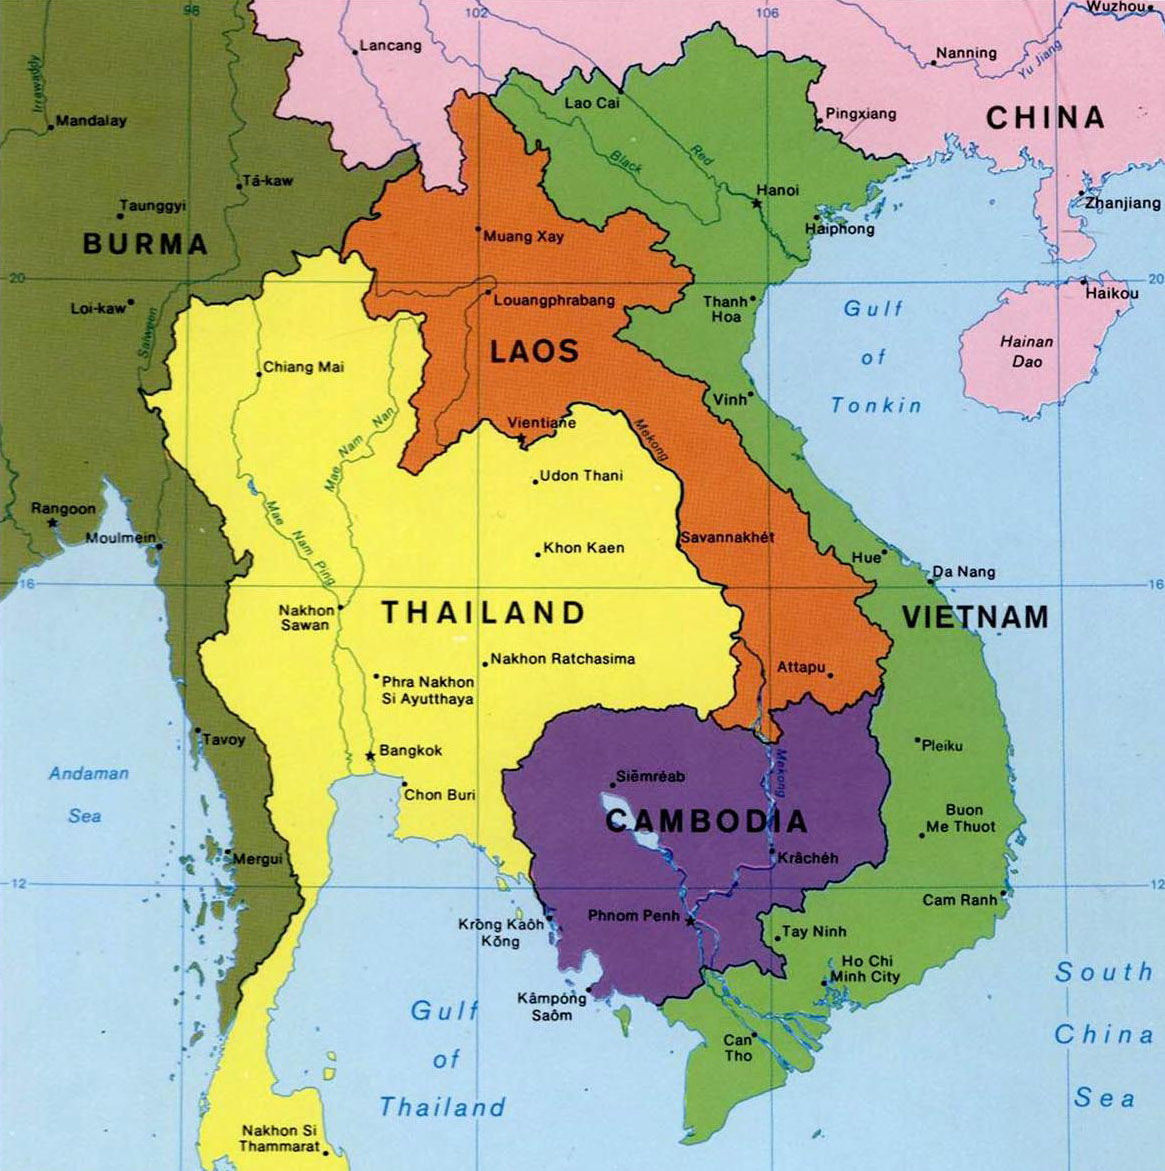 98
102
106
Wuzhou
Lancang
Nanning
Yu Jiang
Irrawaddy
Lao Cai
Pingxiang
CHINA
Mandalay
Black
Red
Tá-kaw
Hanoi
Zhanjiang
Taunggyi
Haiphong
BURMA
Muang Xay
20
20
Loi-kaw
Louangphrabang
Thanh
Hoa
Gulf
of
Tonkin
Haikou
Hainan
Dao
Salween
LAOS
Chiang Mai
Vinh
Mae Nam Nan
Vientiane
Mekong
Udon Thani
Mae Nam Ping
Rangoon
Moulmein
Khon Kaen
Savannakhét
Hue
Da Nang
16
16
Nakhon
Sawan
THAILAND
VIETNAM
Nakhon Ratchasima
Attapu
Phra Nakhon
Si Ayutthaya
Tavoy
Bangkok
Pleiku
Andaman
Sea
Siĕmréab
Mekong
Chon Buri
CAMBODIA
Buon
Me Thuot
Mergui
Krâchéh
12
12
Cam Ranh
Krŏng Kaôh
Kŏng
Phnom Penh
Tay Ninh
Ho Chi
Minh City
Kâmpóng
Saôm
South
China
Sea
Gulf
of
Thailand
Can
Tho
Nakhon Si
Thammarat